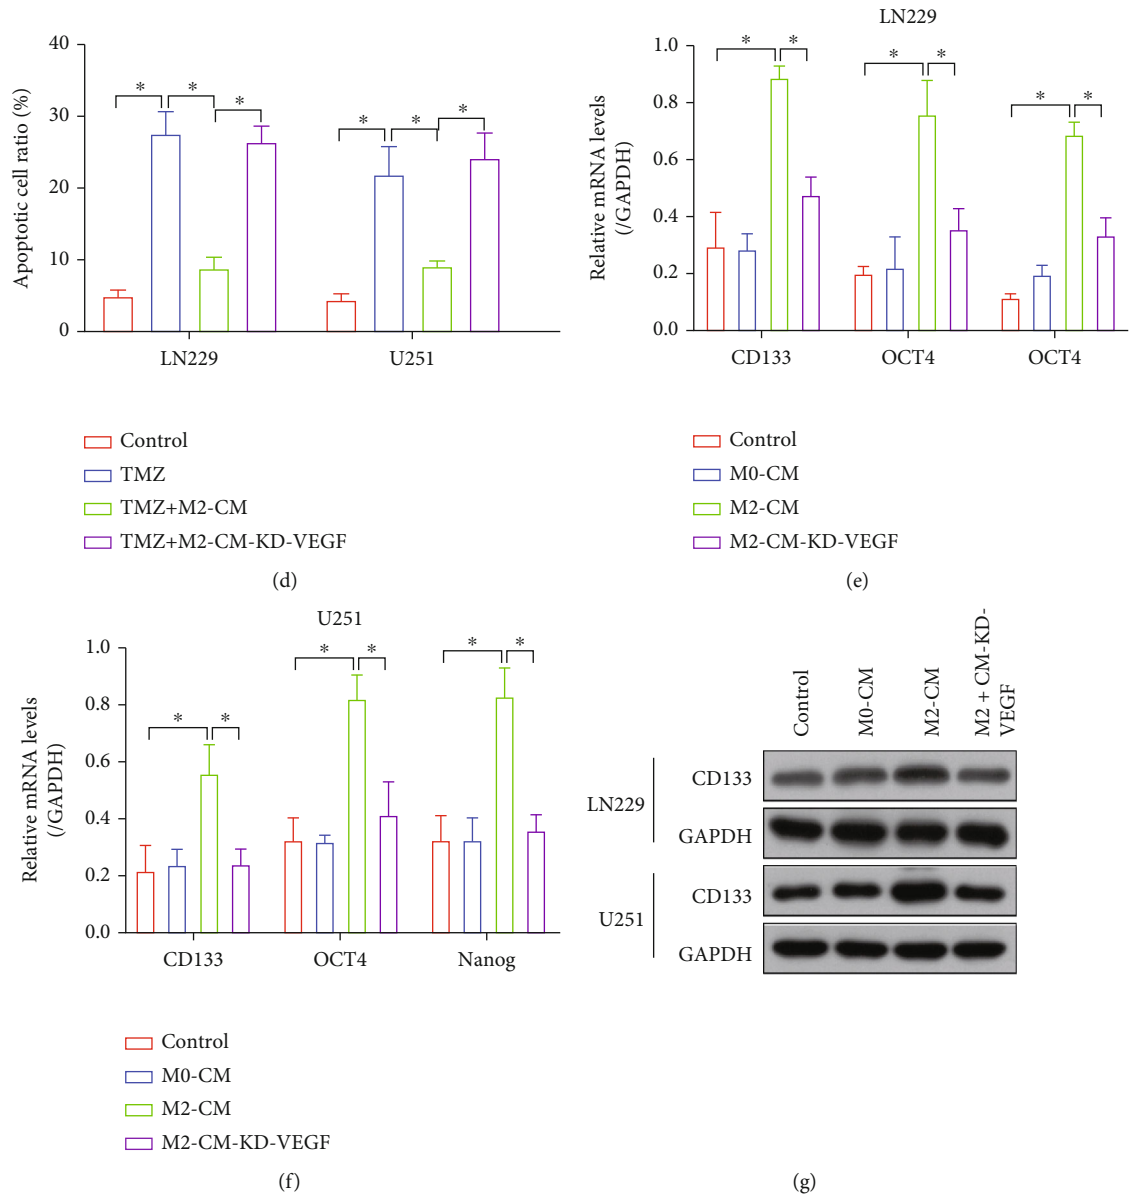 40
30
20
10
0
Apoptotic cell ratio (%)
* * *
* * *
LN229 U251
Control
TMZ
TMZ+M2-CM
TMZ+M2-CM-KD-VEGF
(d)
LN229
1.0
0.8
0.6
0.4
0.2
0.0
Relative mRNA levels
(/GAPDH)
* *
* *
* *
CD133 OCT4 OCT4
Control
M0-CM
M2-CM
M2-CM-KD-VEGF
(e)
U251
1.0
0.8
0.6
0.4
0.2
0.0
Relative mRNA levels
(/GAPDH)
* *
* *
* *
CD133 OCT4 Nanog
Control
M0-CM
M2-CM
M2-CM-KD-VEGF
(f)
Control
M0-CM
M2-CM
M2 + CM-KD-
VEGF
LN229
CD133
GAPDH
U251
CD133
GAPDH
(g)